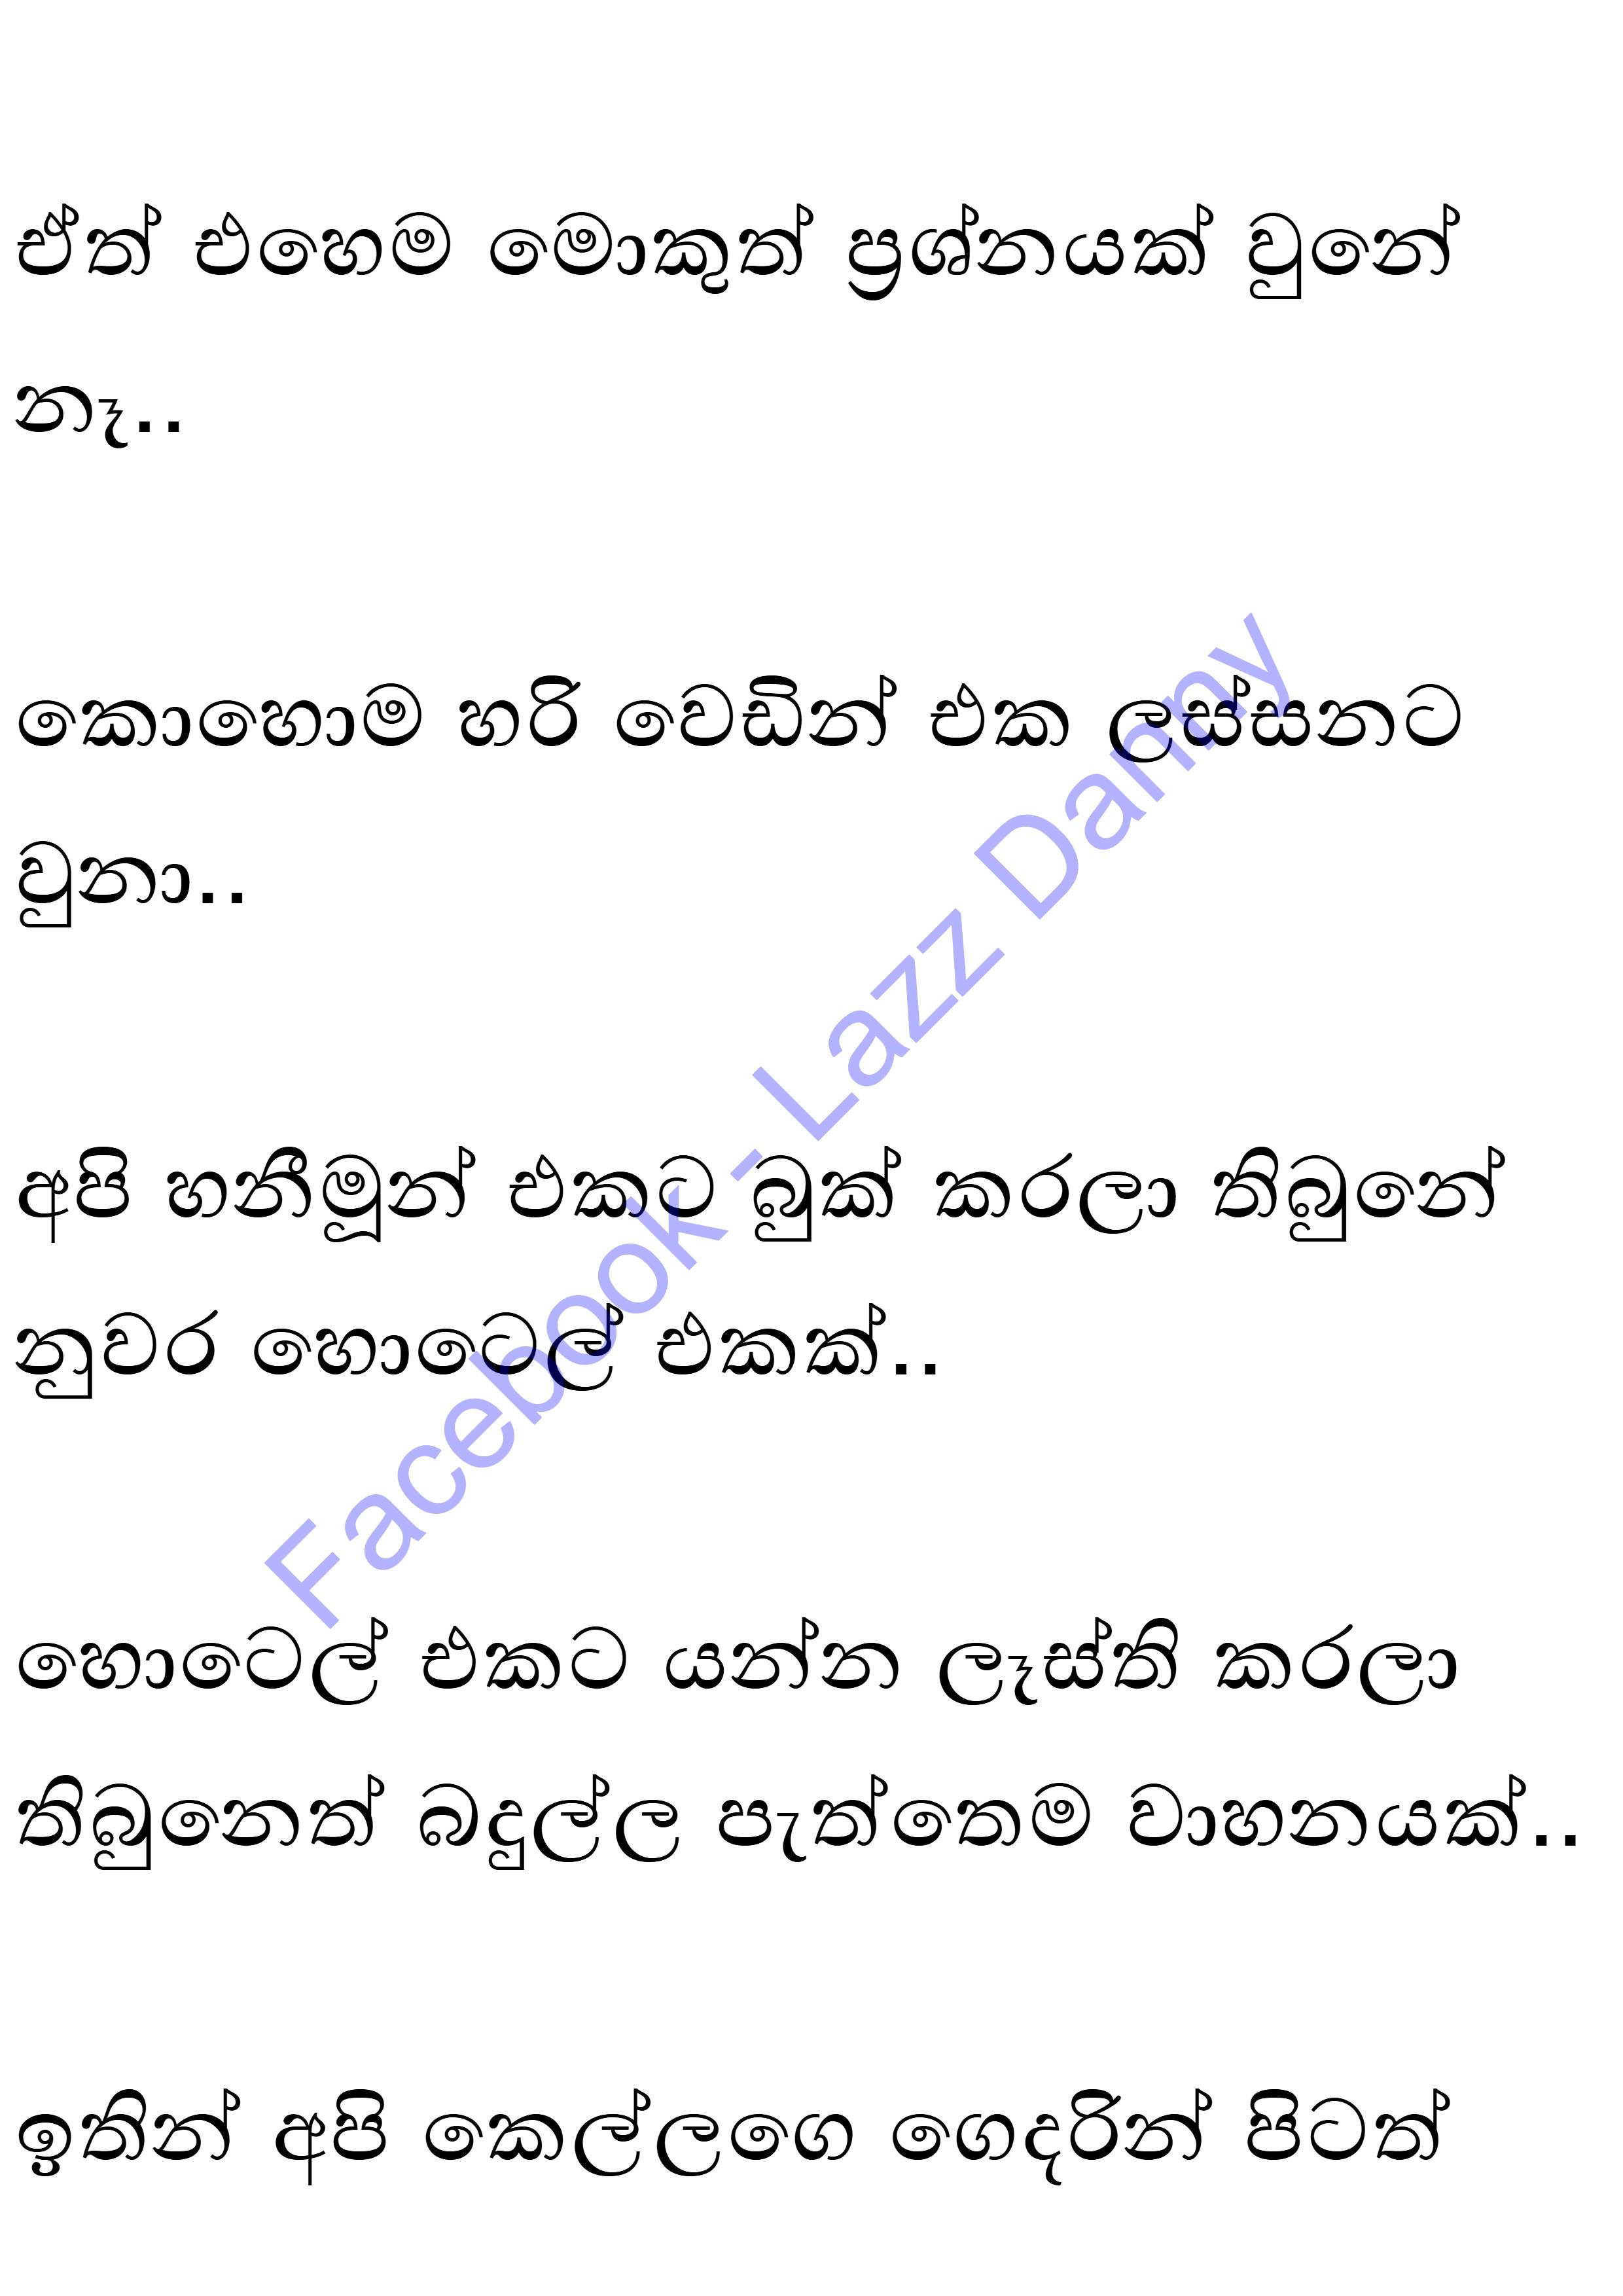 ඒත් එහෙම මොකුත් ප්‍රශ්නයක් වුනේ
නෑ..
කොහොම හරි වෙඩින් එක ලස්සනට
වුනා..
අපි හනීමූන් එකට බුක් කරලා තිබුනේ
නුවර හොටෙල් එකක්..
හොටෙල් එකට යන්න ලෑස්ති කරලා
තිබුනෙත් බදුල්ල පැත්තෙම වාහනයක්..
ඉතින් අපි කෙල්ලගෙ ගෙදරින් පිටත්
Facebook - Lazz Danny